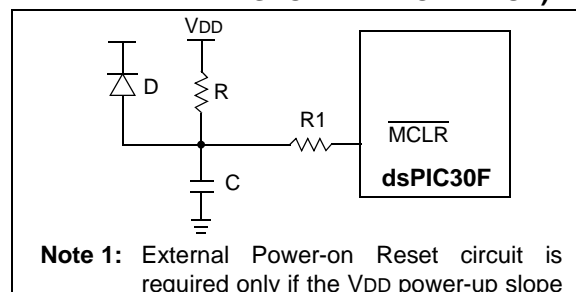 VDD
D
R
R1
MCLR
C
dsPIC30F
Note 1: External Power-on Reset circuit is
required only if the VDD power-up slope